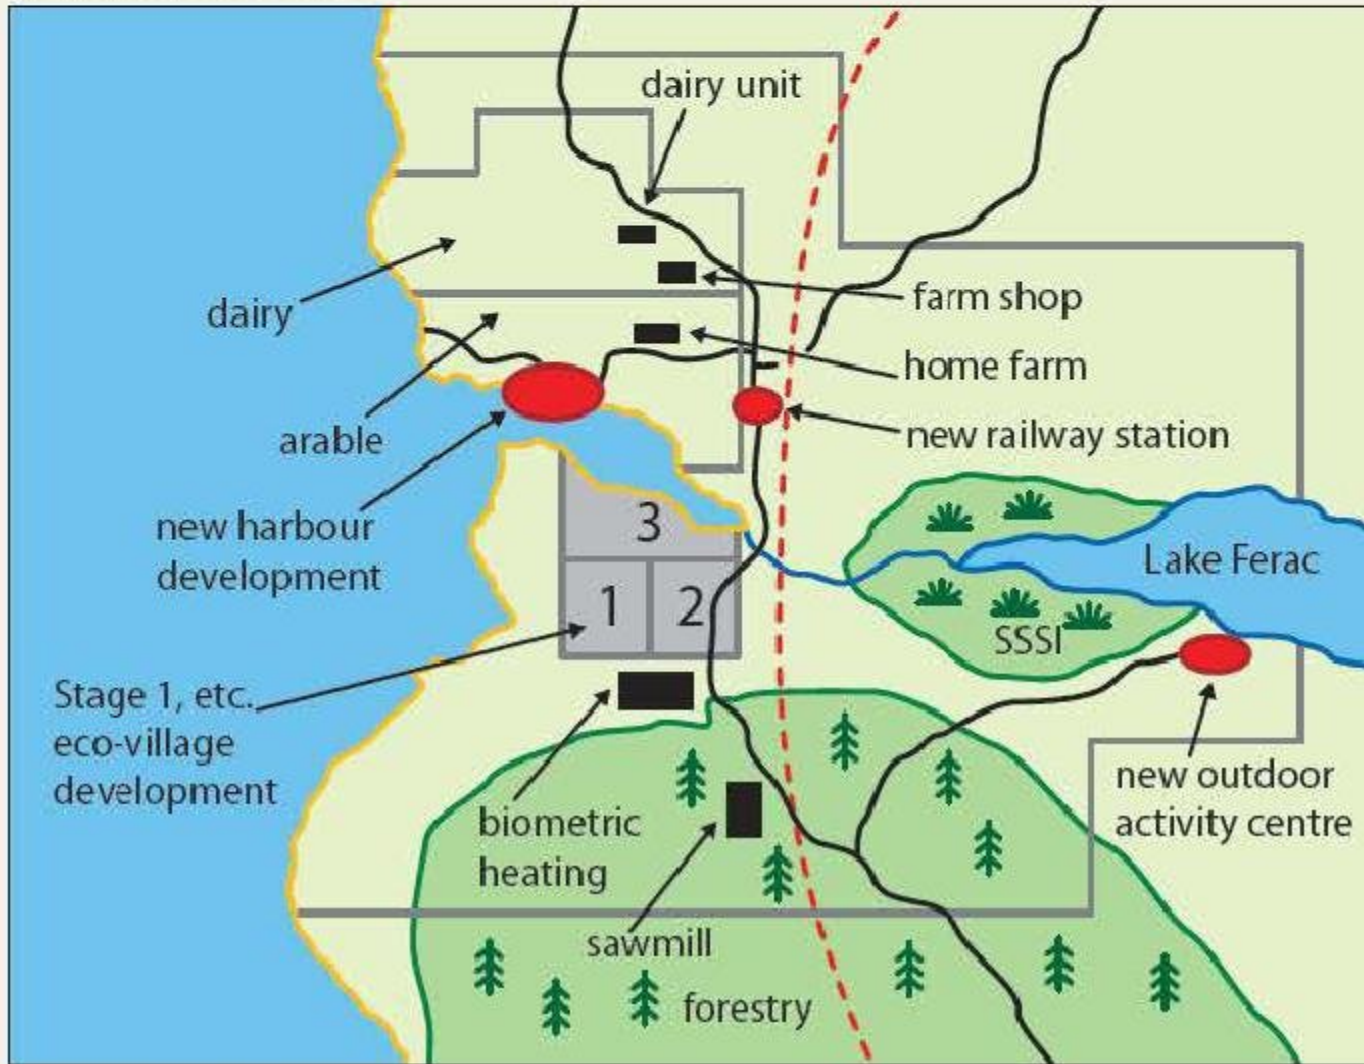 dairy unit
dairy
farm shop
home farm
arable
new railway station
new harbour
development
3
Lake Ferac
1
2
SSSI
Stage 1, etc.
eco-village
development
new outdoor
activity centre
biometric
heating
sawmill
forestry